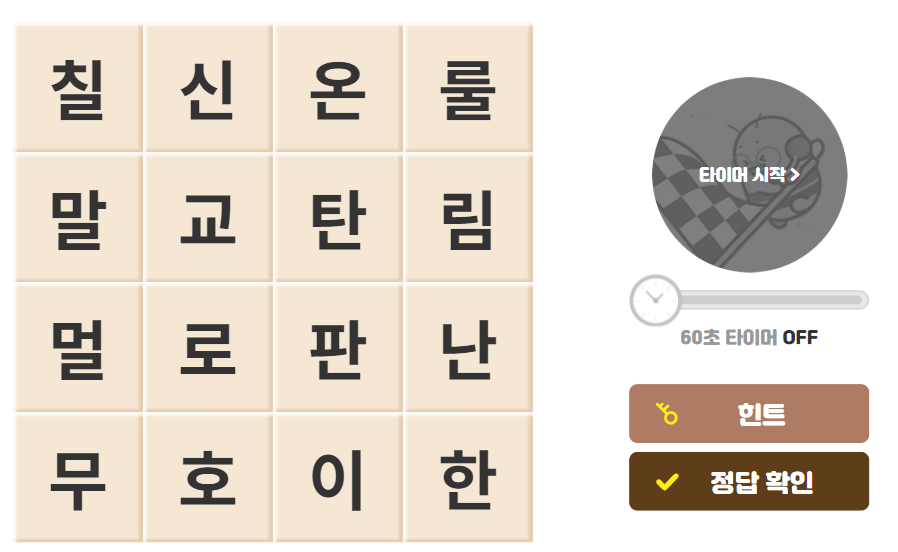 칠 신 온 룰
말 교 탄 림
멀 로 판 난
무 호 이 한
타이머 시작 >
60초 타이머 OFF
힌트
정답 확인